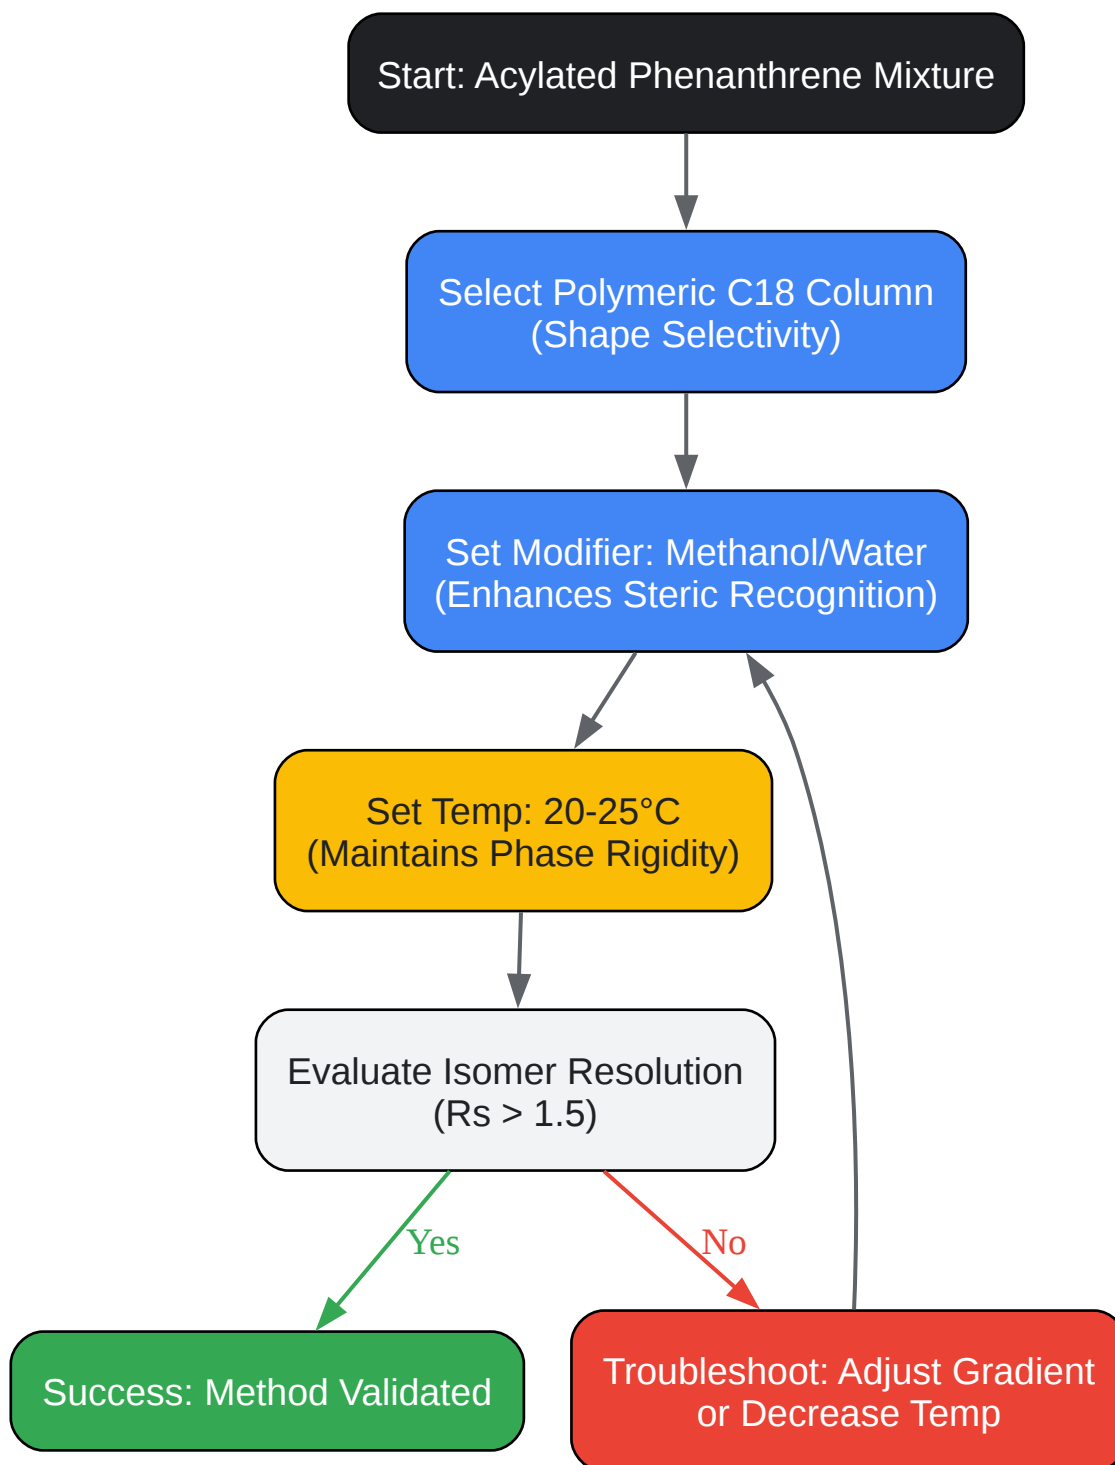 Start: Acylated Phenanthrene Mixture
Select Polymeric C18 Column
(Shape Selectivity)
Set Modifier: Methanol/Water
(Enhances Steric Recognition)
Set Temp: 20-25°C
(Maintains Phase Rigidity)
Evaluate Isomer Resolution
(Rs > 1.5)
Yes
No
Success: Method Validated
Troubleshoot: Adjust Gradient
or Decrease Temp